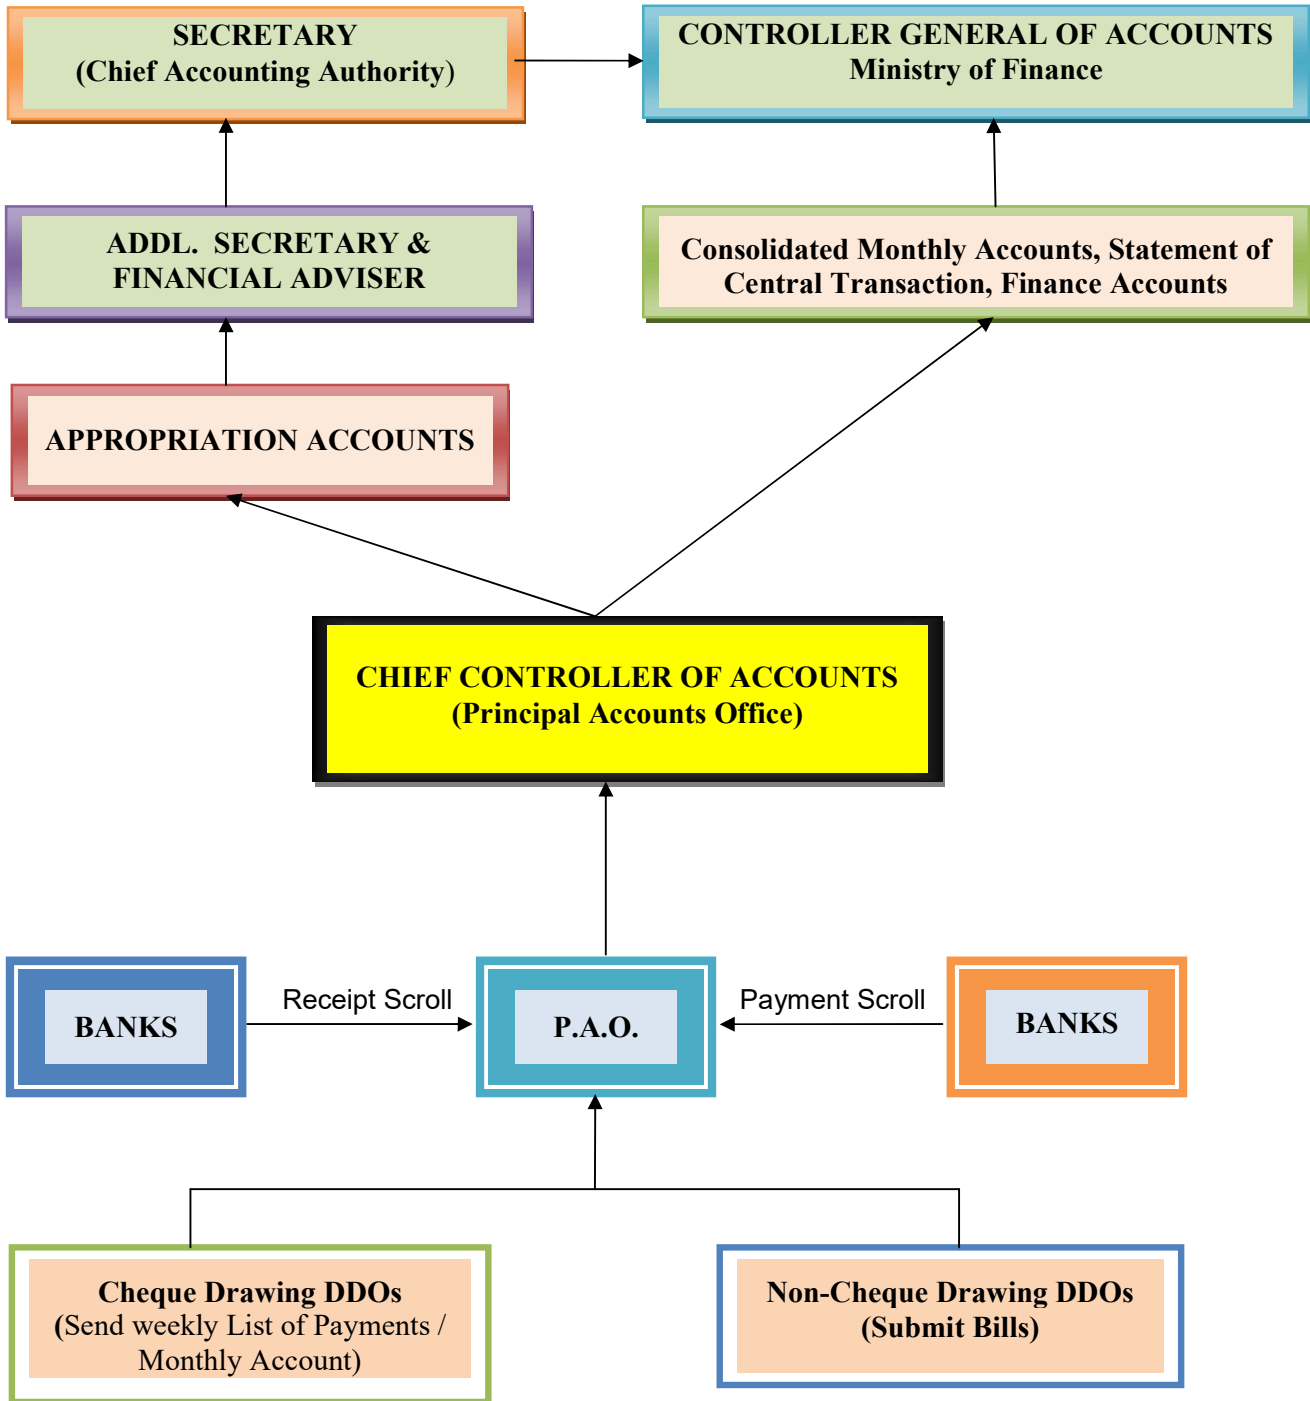 SECRETARY
(Chief Accounting Authority)
CONTROLLER GENERAL OF ACCOUNTS
Ministry of Finance
ADDL. SECRETARY &
FINANCIAL ADVISER
Consolidated Monthly Accounts, Statement of
Central Transaction, Finance Accounts
APPROPRIATION ACCOUNTS
CHIEF CONTROLLER OF ACCOUNTS
(Principal Accounts Office)
BANKS
Receipt Scroll
P.A.O.
Payment Scroll
BANKS
Cheque Drawing DDOs
(Send weekly List of Payments /
Monthly Account)
Non-Cheque Drawing DDOs
(Submit Bills)